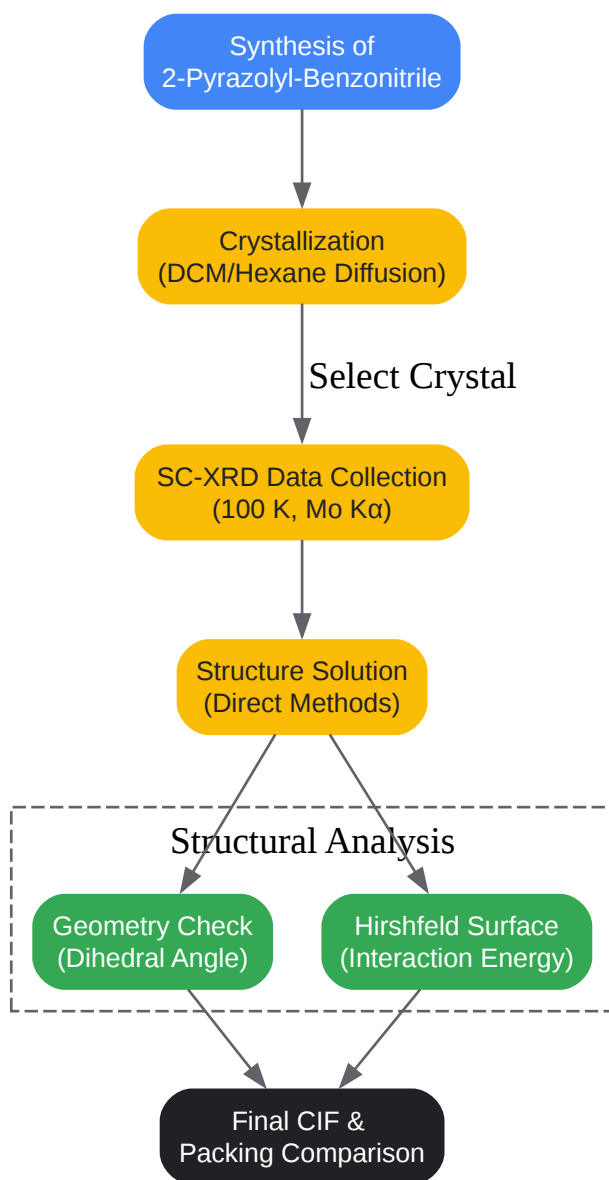 Synthesis of
2-Pyrazolyl-Benzonitrile
Crystallization
(DCM/Hexane Diffusion)
Select Crystal
SC-XRD Data Collection
(100 K, Mo Kα)
Structure Solution
(Direct Methods)
Structural Analysis
Geometry Check
(Dihedral Angle)
Hirshfeld Surface
(Interaction Energy)
Final CIF &
Packing Comparison